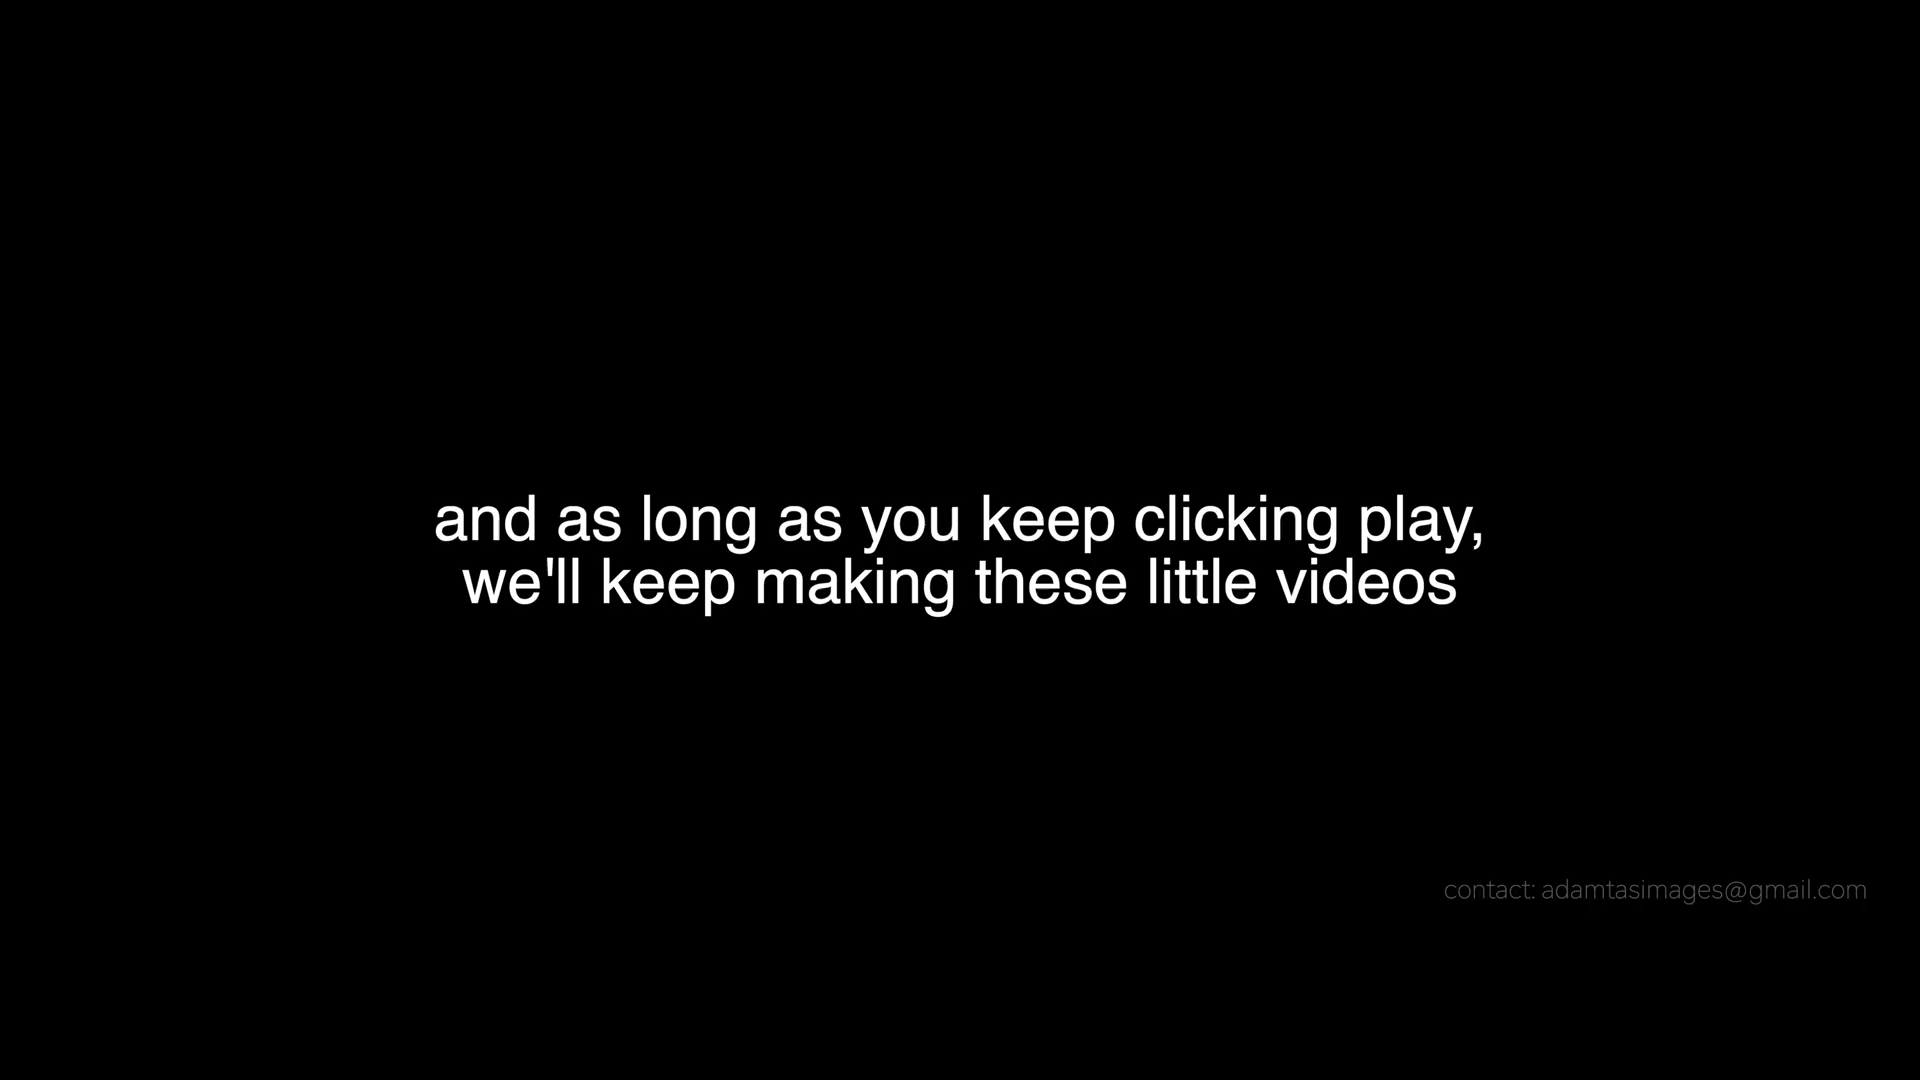 and as long as you keep clicking play,
we'll keep making these little videos
contact: adamtasimages@gmail.com